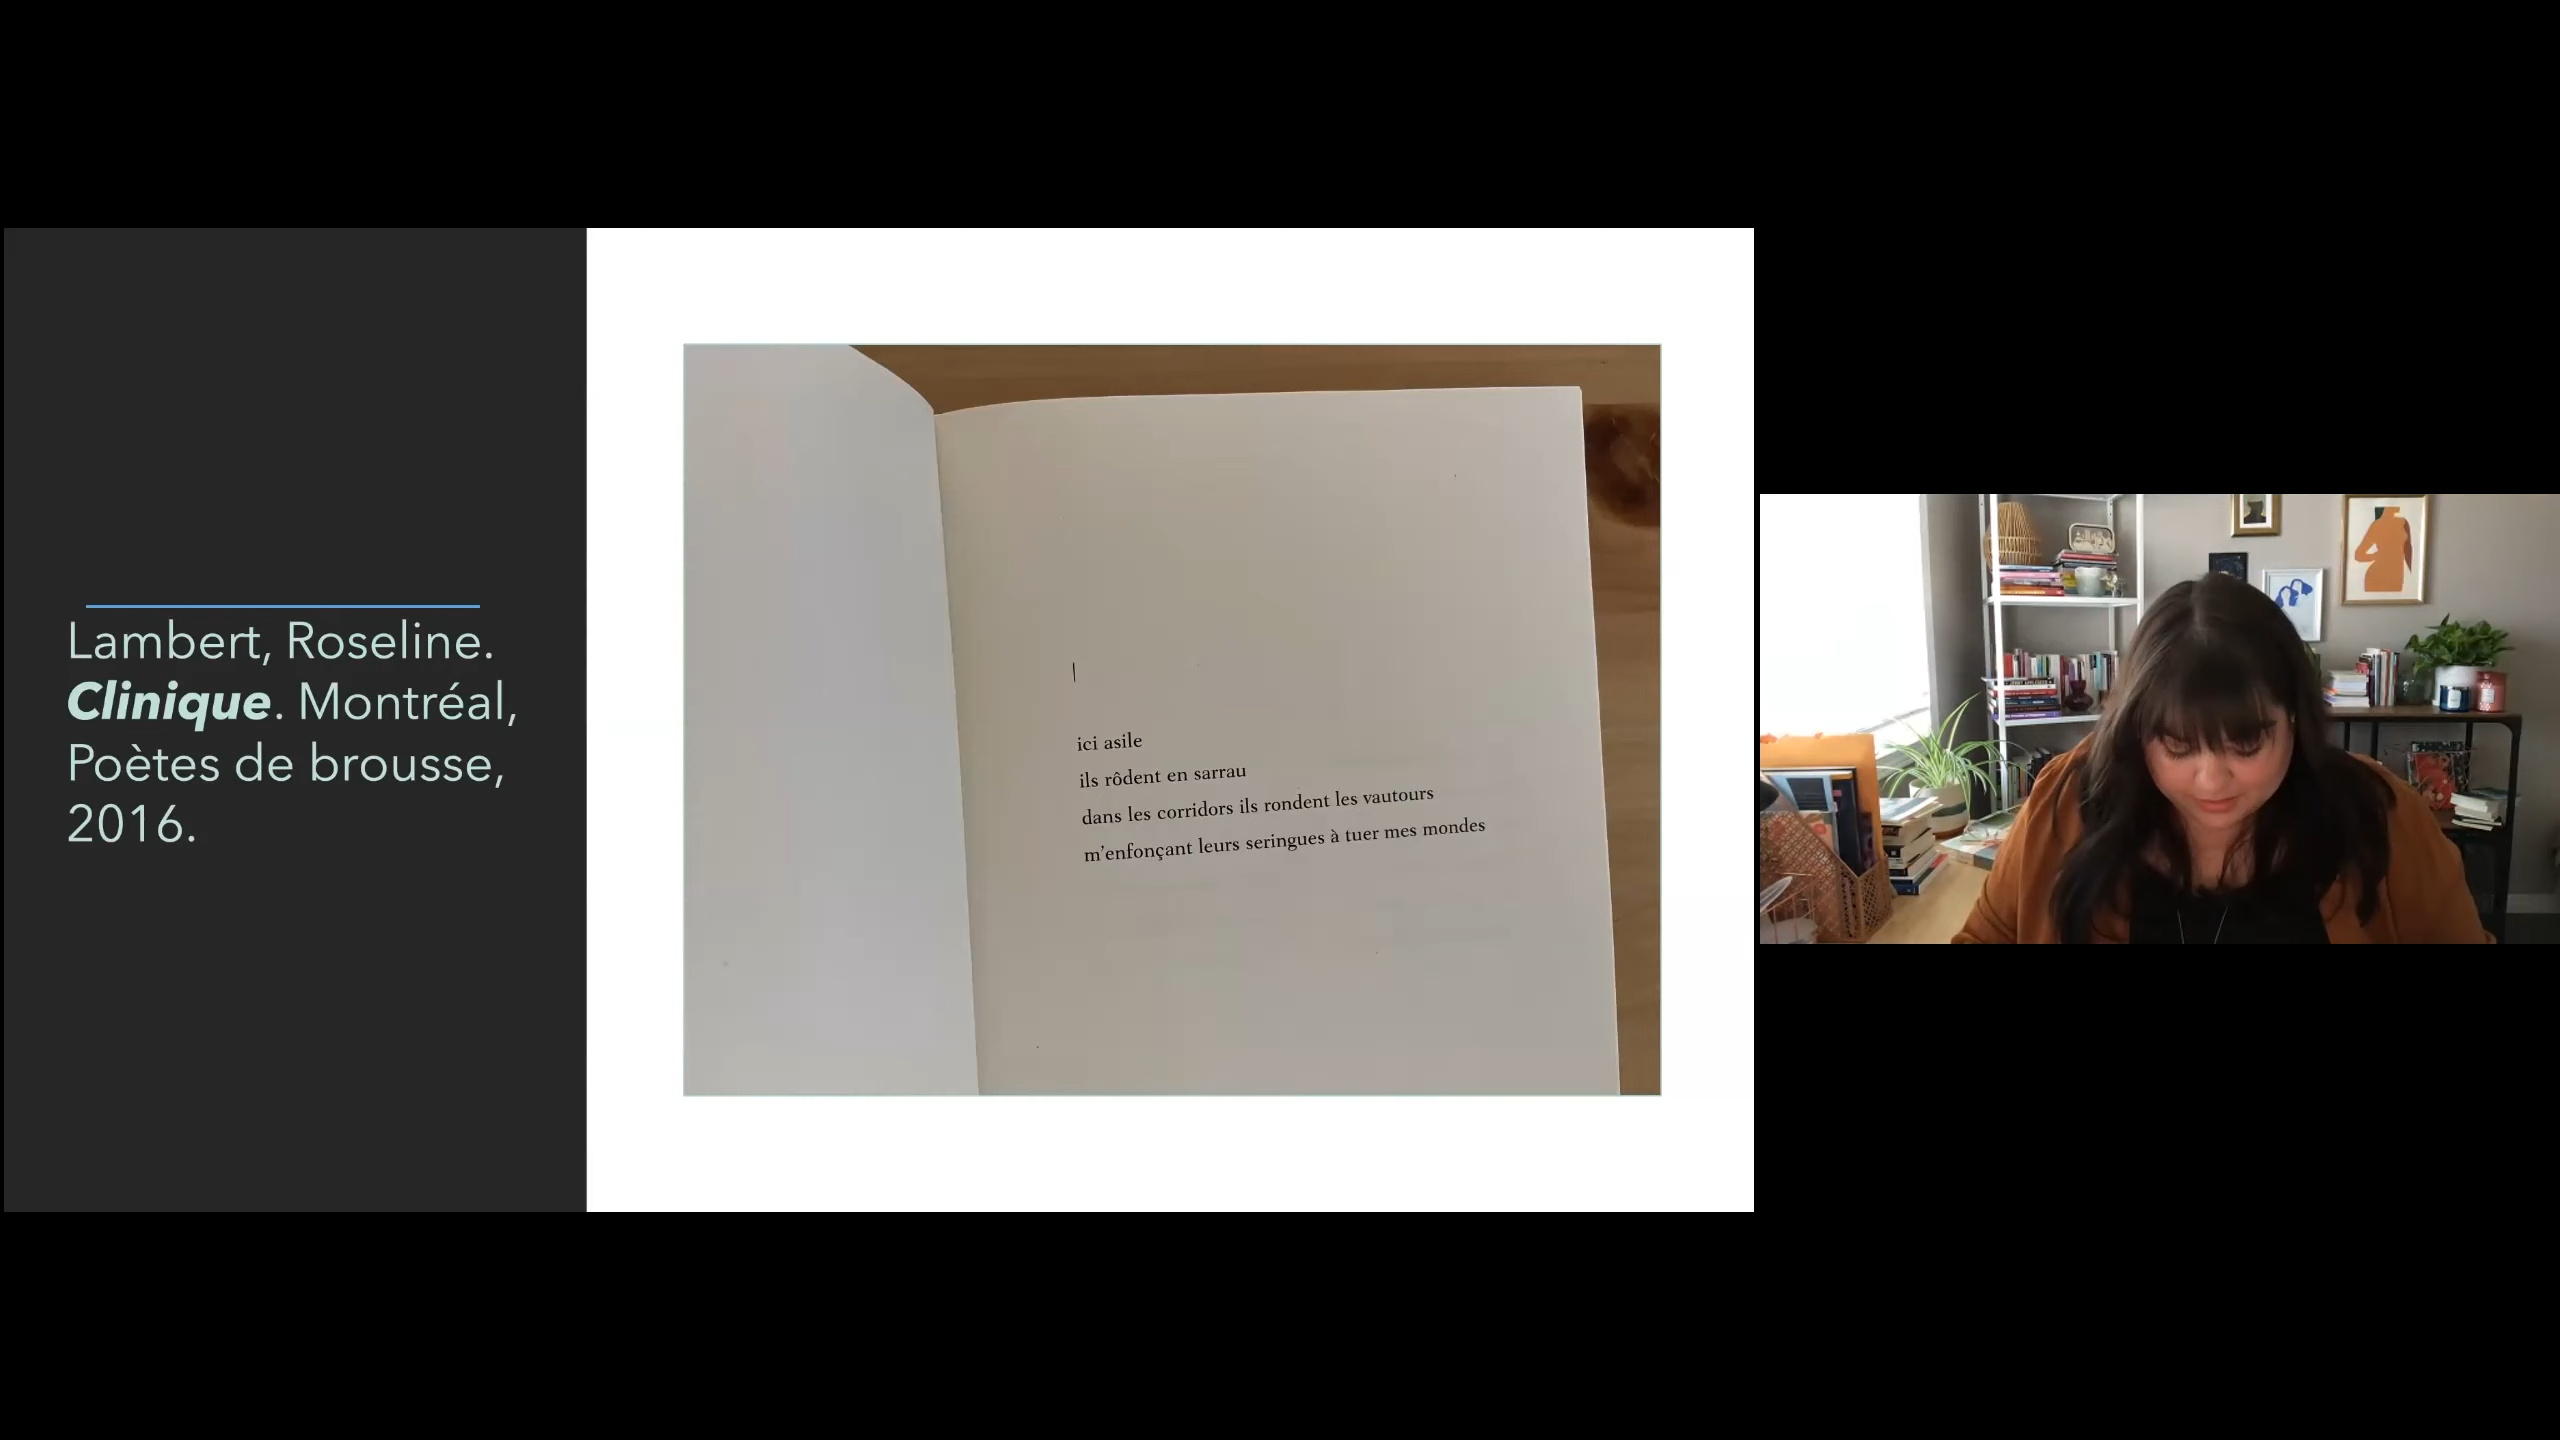 Lambert, Roseline.
Clinique. Montréal,
Poètes de brousse,
2016.
|
ici asile
ils rôdent en sarrau
dans les corridors ils rondent les vautours
m’enfonçant leurs seringues à tuer mes mondes